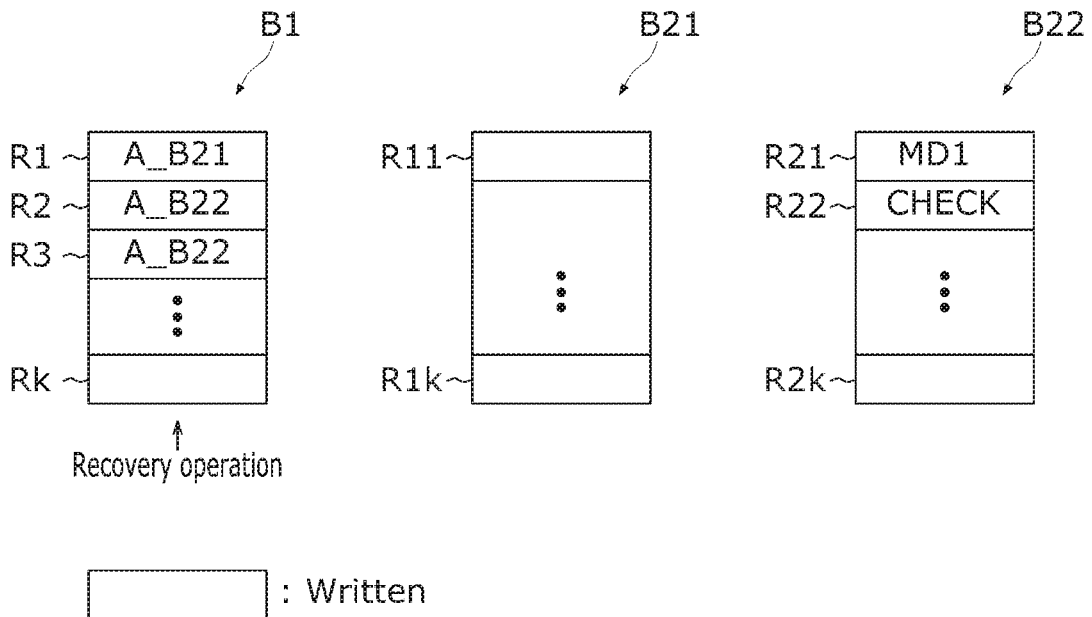 B1 B21 B22
R1 A_B21 R11 R21 MD1
R2 A_B22 R22 CHECK
R3 A_B22
Rk R1k R2k
Recovery operation
: Written